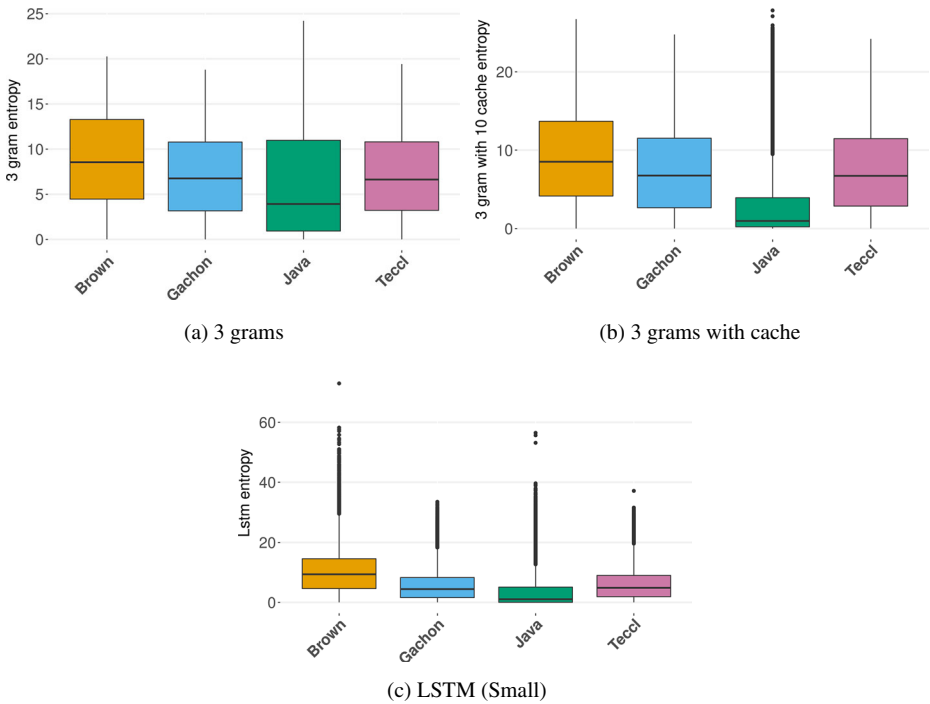 25
20
15
10
5
0
3 gram entropy
Brown
Gachon
Java
Teccl
(a) 3 grams
20
10
0
3 gram with 10 cache entropy
Brown
Gachon
Java
Teccl
(b) 3 grams with cache
60
40
20
0
Lstm entropy
Brown
Gachon
Java
Teccl
(c) LSTM (Small)